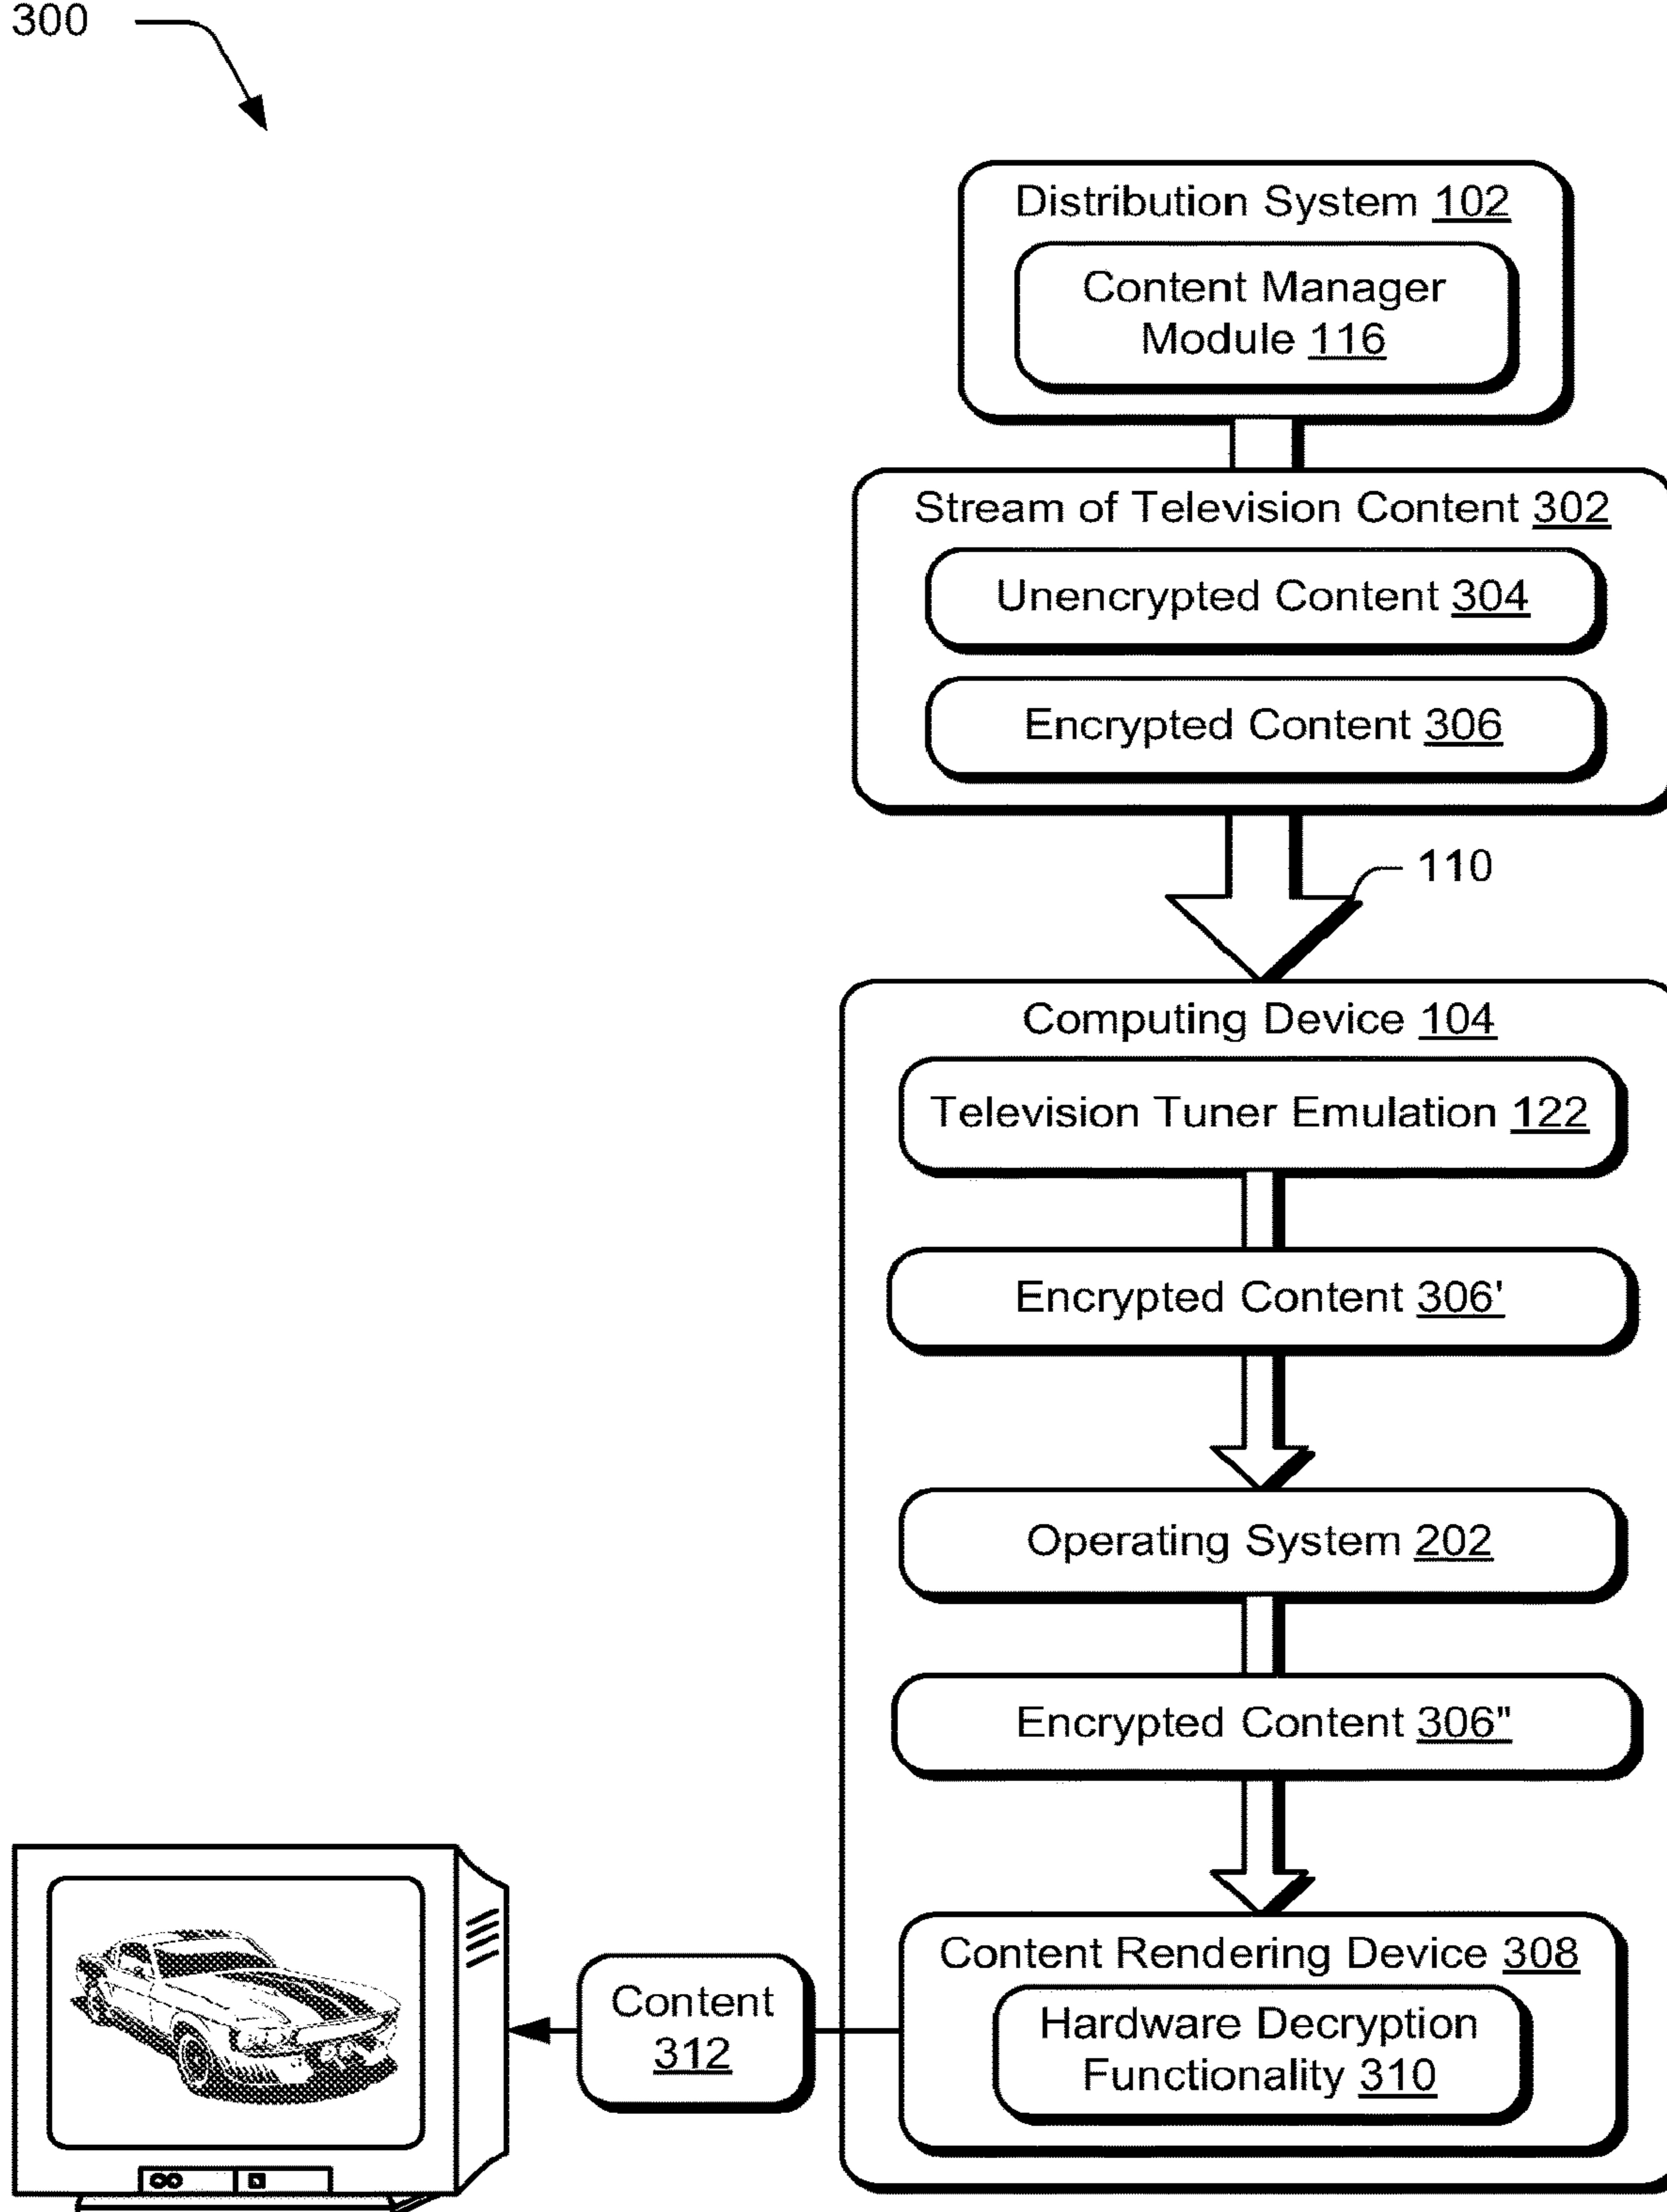 300
Distribution System 102
Content Manager
Module 116
Stream of Television Content 302
Unencrypted Content 304
Encrypted Content 306
110
Computing Device 104
Television Tuner Emulation 122
Encrypted Content 306'
Operating System 202
Encrypted Content 306"
Content Rendering Device 308
Hardware Decryption
Functionality 310
Content
312